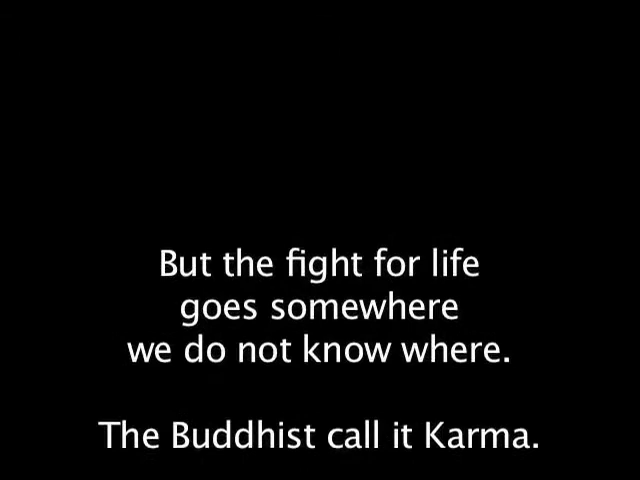 But the fight for life
goes somewhere
we do not know where.
The Buddhist call it Karma.